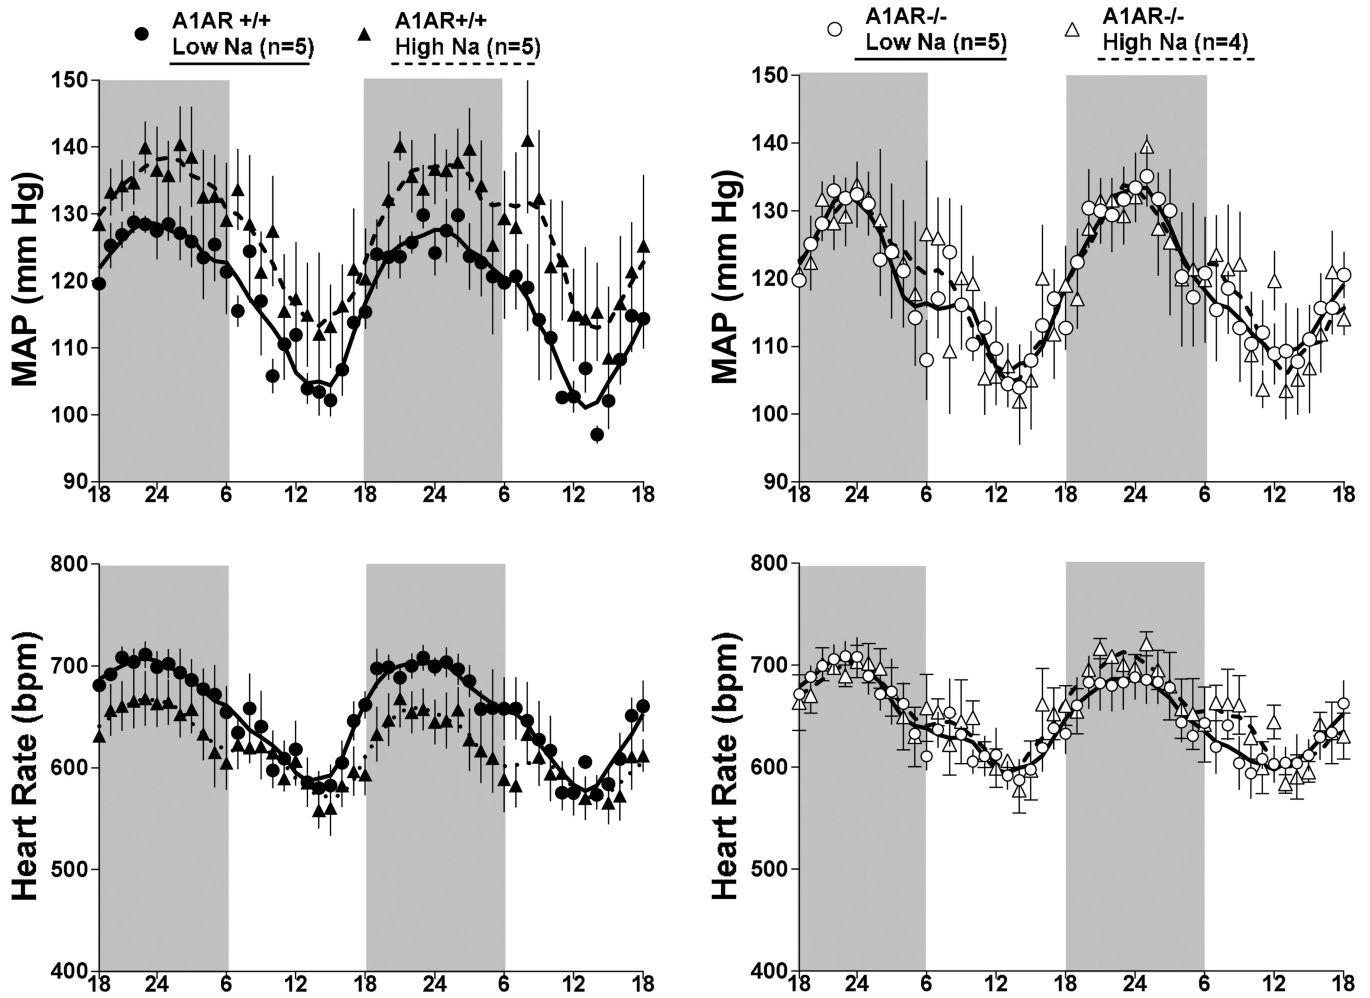 A1AR +/+
Low Na (n=5)
A1AR+/+
High Na (n=5)
A1AR-/-
Low Na (n=5)
A1AR-/-
High Na (n=4)
MAP (mm Hg)
150
140
130
120
110
100
90
18 24 6 12 18 24 6 12 18
MAP (mm Hg)
150
140
130
120
110
100
90
18 24 6 12 18 24 6 12 18
Heart Rate (bpm)
800
700
600
500
400
18 24 6 12 18 24 6 12 18
Heart Rate (bpm)
800
700
600
500
400
18 24 6 12 18 24 6 12 18